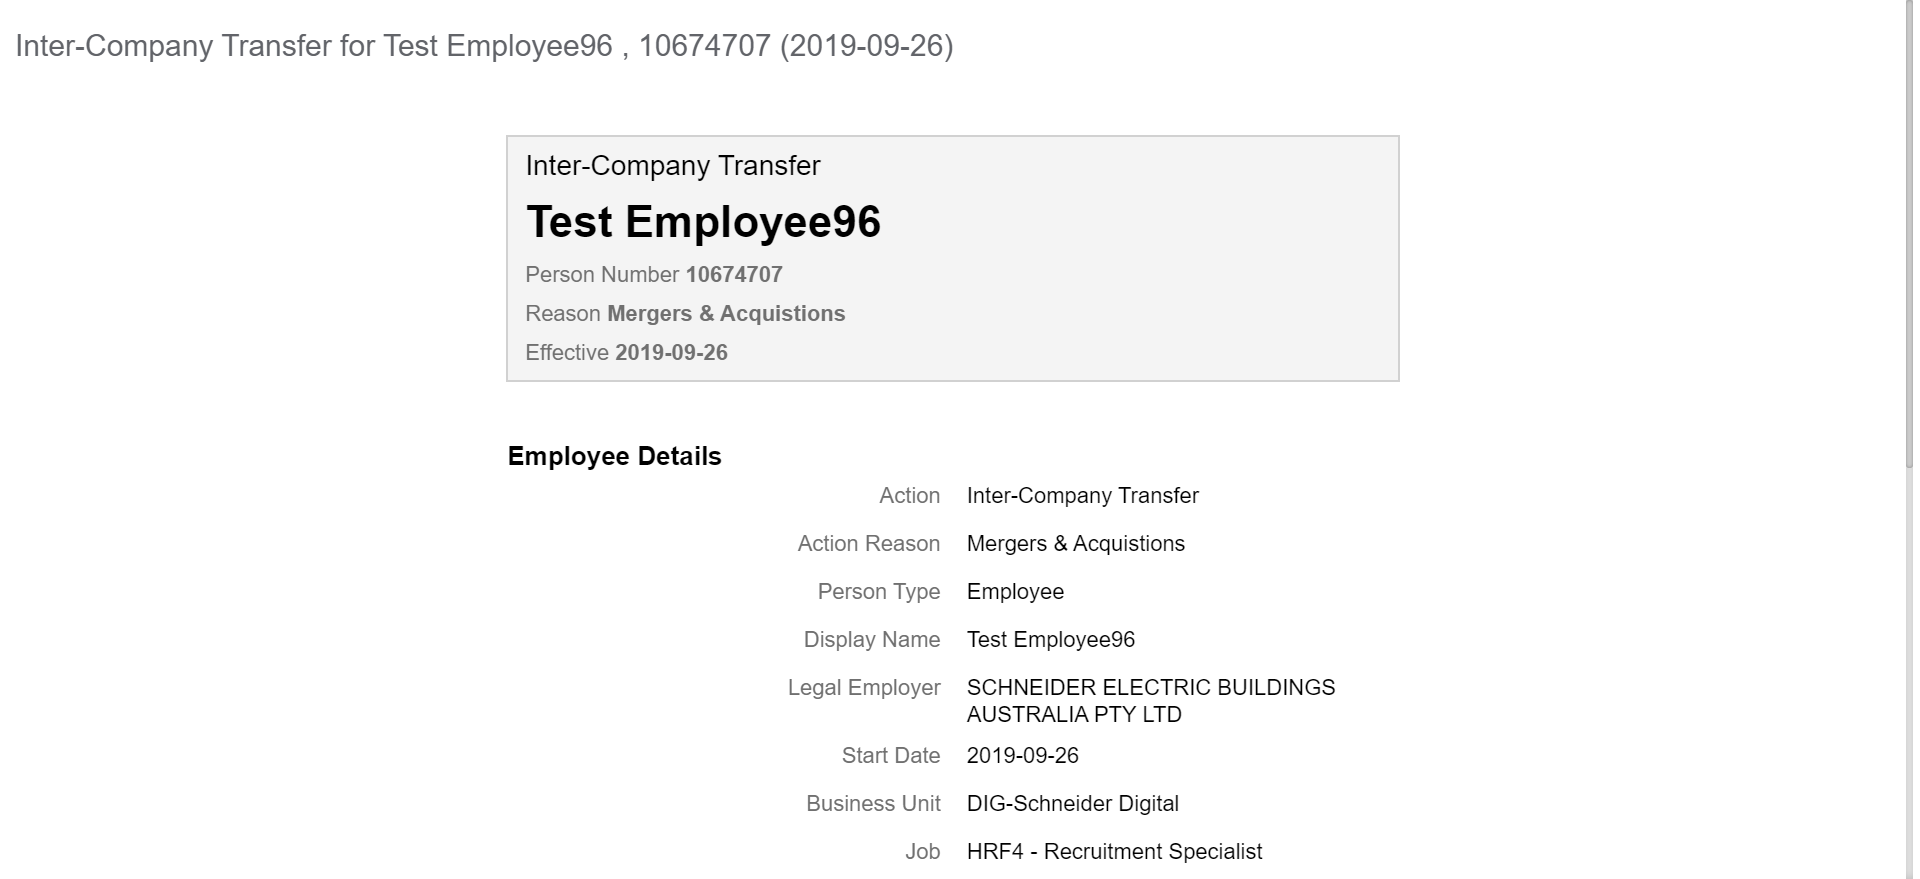 Inter-Company Transfer for Test Employee96 , 10674707 (2019-09-26)
Inter-Company Transfer
Test Employee96
Person Number 10674707
Reason Mergers & Acquistions
Effective 2019-09-26
Employee Details
Action Inter-Company Transfer
Action Reason Mergers & Acquistions
Person Type Employee
Display Name Test Employee96
Legal Employer SCHNEIDER ELECTRIC BUILDINGS
AUSTRALIA PTY LTD
Start Date 2019-09-26
Business Unit DIG-Schneider Digital
Job HRF4 - Recruitment Specialist